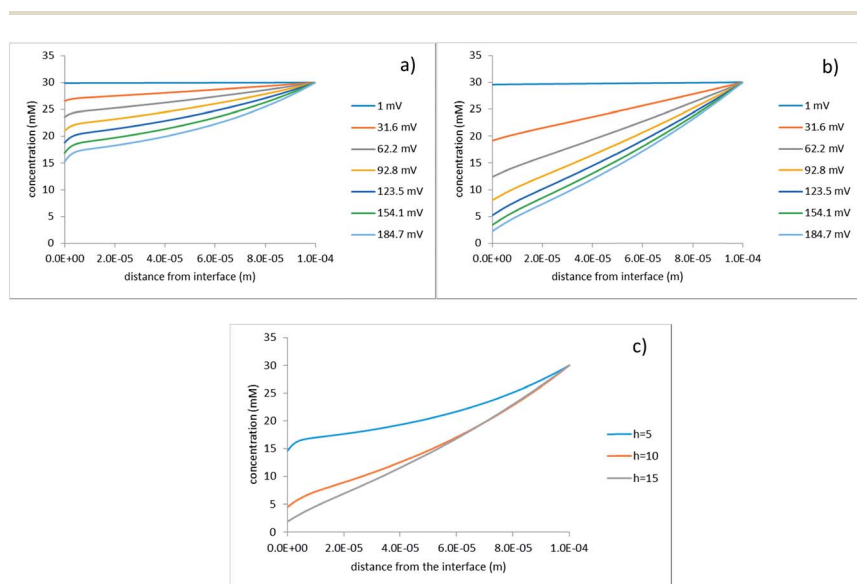 a)
concentration (mM)
35
30
25
20
15
10
5
0
0.0E+00 2.0E-05 4.0E-05 6.0E-05 8.0E-05 1.0E-04
distance from interface (m)
1 mV
31.6 mV
62.2 mV
92.8 mV
123.5 mV
154.1 mV
184.7 mV
b)
concentration (mM)
35
30
25
20
15
10
5
0
0.0E+00 2.0E-05 4.0E-05 6.0E-05 8.0E-05 1.0E-04
distance from interface (m)
1 mV
31.6 mV
62.2 mV
92.8 mV
123.5 mV
154.1 mV
184.7 mV
c)
concentration (mM)
35
30
25
20
15
10
5
0
0.0E+00 2.0E-05 4.0E-05 6.0E-05 8.0E-05 1.0E-04
distance from the interface (m)
h=5
h=10
h=15